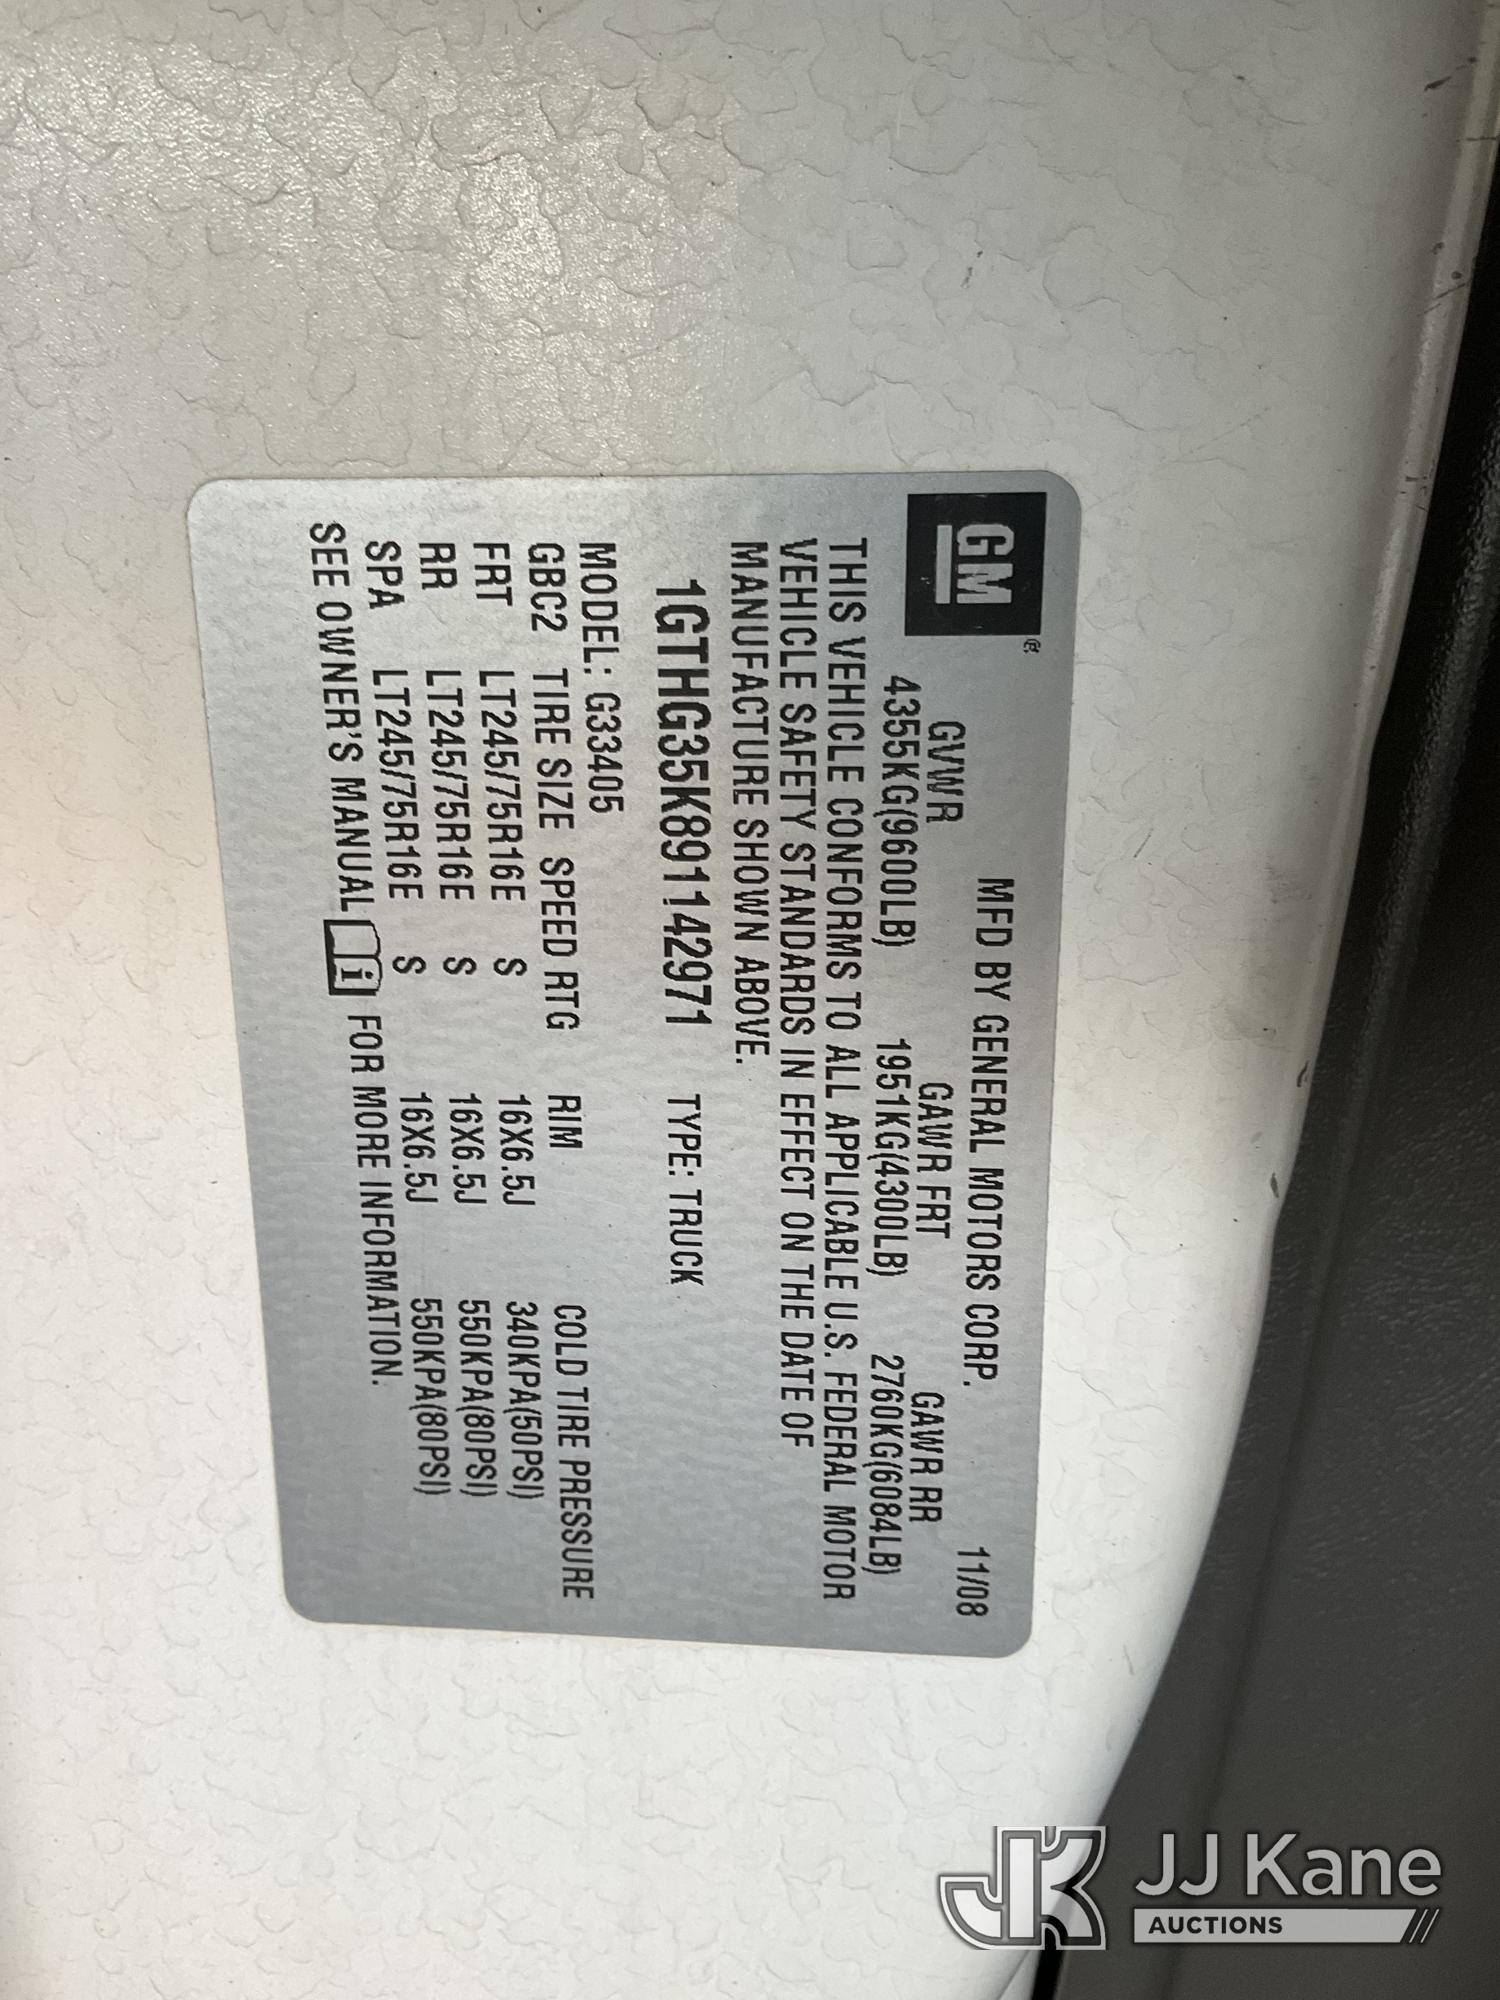 GM®
MFD BY GENERAL MOTORS CORP. 11/08
GVWR GAWR FRT GAWR RR
4355KG(9600LB) 1951KG(4300LB) 2760KG(6084LB)
THIS VEHICLE CONFORMS TO ALL APPLICABLE U.S. FEDERAL MOTOR
VEHICLE SAFETY STANDARDS IN EFFECT ON THE DATE OF
MANUFACTURE SHOWN ABOVE.
1GTHG35K891142971 TYPE: TRUCK
MODEL: G33405
GBC2 TIRE SIZE SPEED RTG RIM COLD TIRE PRESSURE
FRT LT245/75R16E S 16X6.5J 340KPA(50PSI)
RR LT245/75R16E S 16X6.5J 550KPA(80PSI)
SPA LT245/75R16E S 16X6.5J 550KPA(80PSI)
SEE OWNER'S MANUAL i FOR MORE INFORMATION.
JK JJ Kane
AUCTIONS